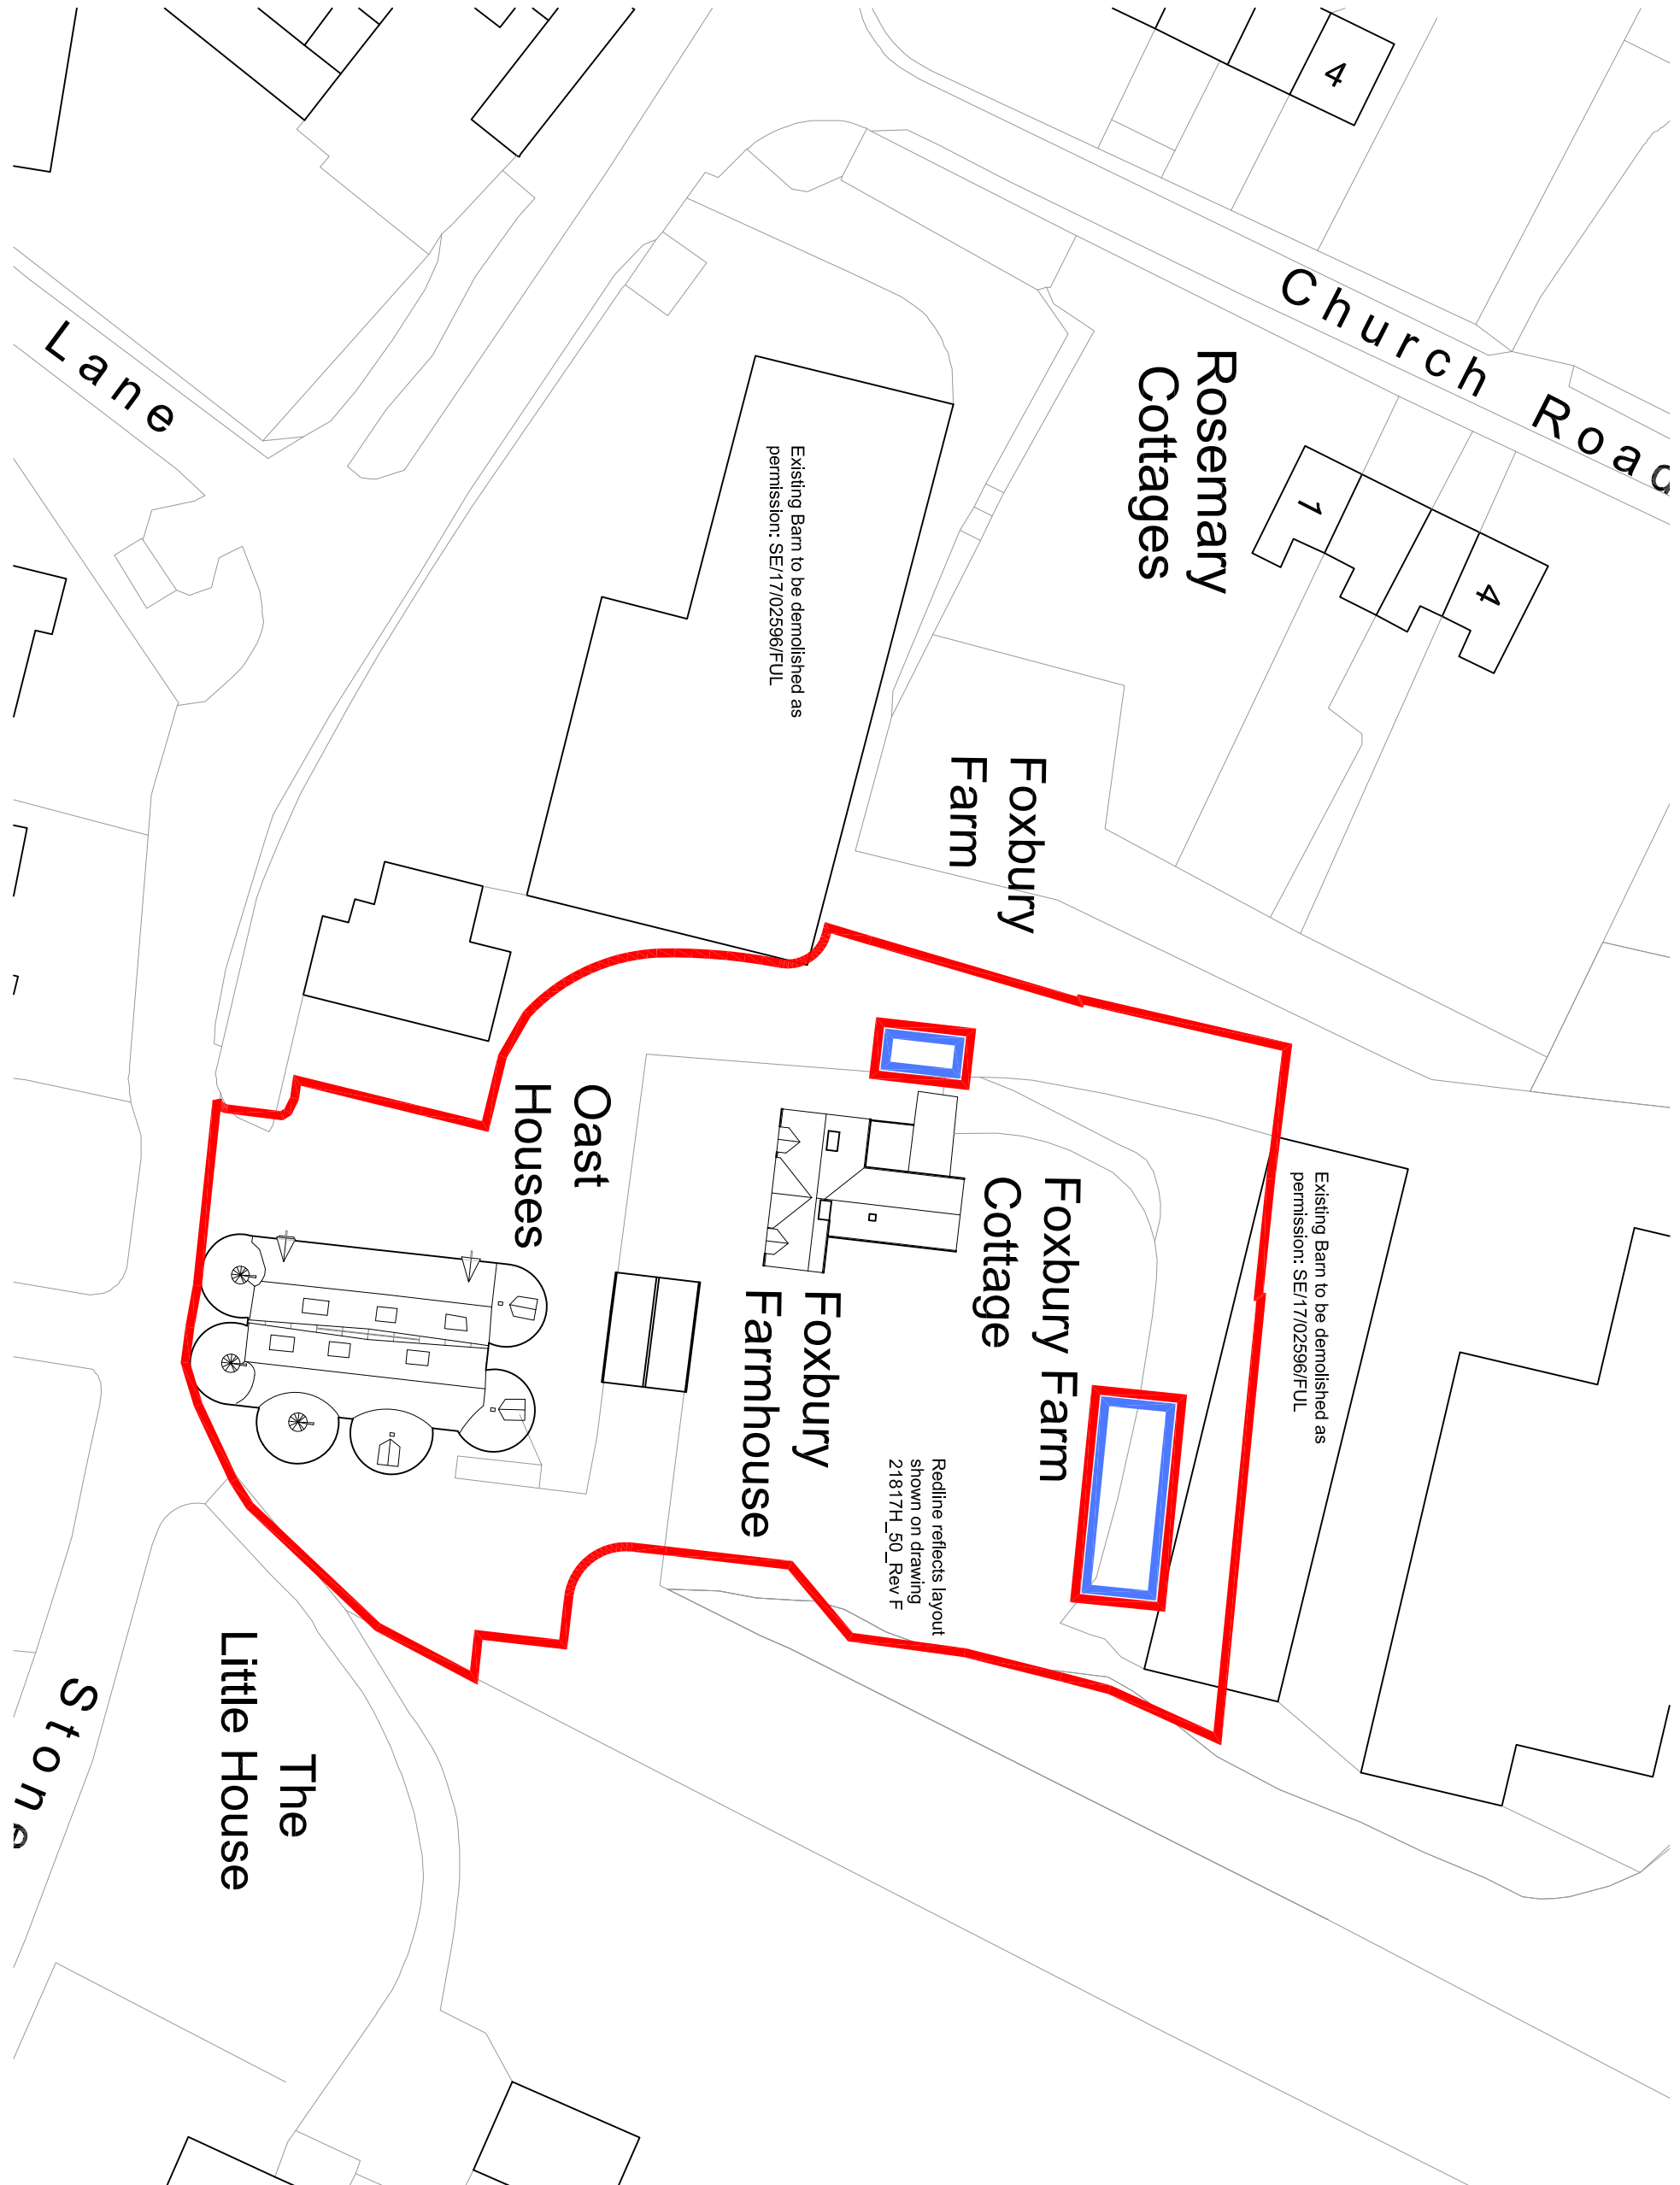 4
Church Road
Rosemary
Cottages
1
4
Lane
Existing Barn to be demolished as
permission: SE/17/02596/FUL
Foxbury
Farm
Existing Barn to be demolished as
permission: SE/17/02596/FUL
Foxbury Farm
Cottage
Oast
Houses
Foxbury
Farmhouse
Redline reflects layout
shown on drawing
21817H_50_Rev F
The
Little House
Stone